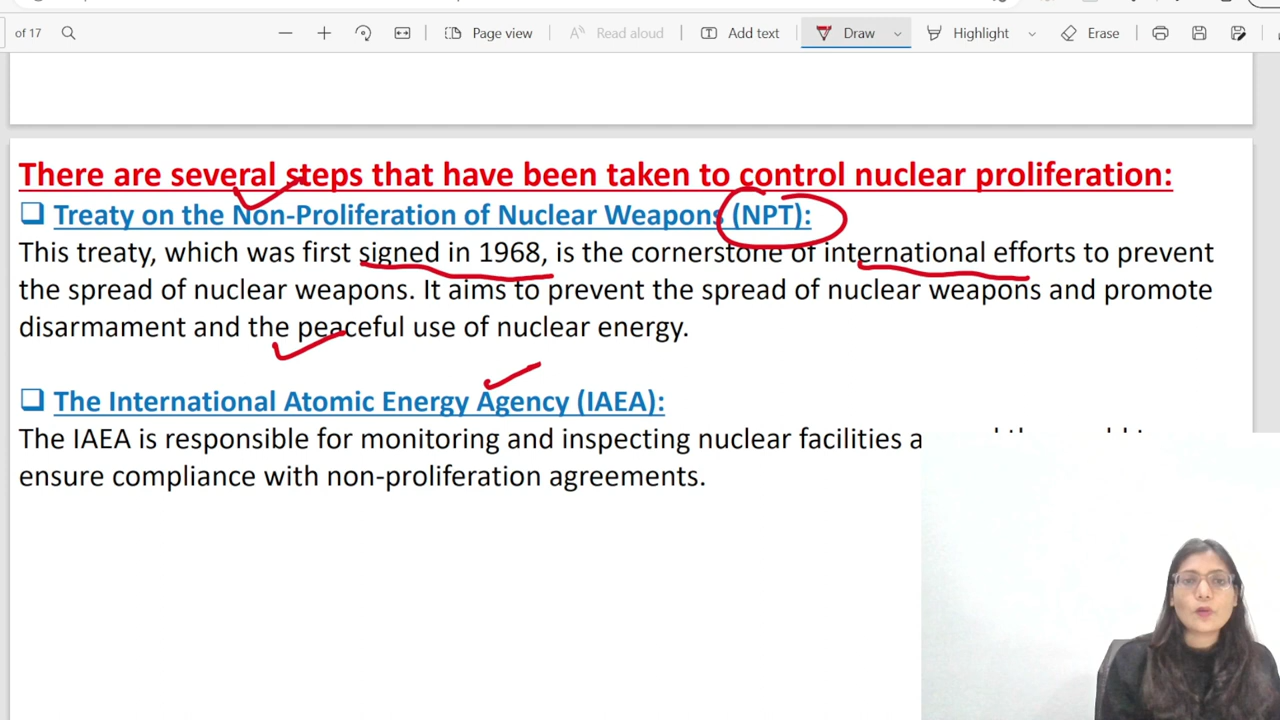 of 17
Page view
Read aloud
Add text
Draw
Highlight
Erase
There are several steps that have been taken to control nuclear proliferation:
Treaty on the Non-Proliferation of Nuclear Weapons (NPT):
This treaty, which was first signed in 1968, is the cornerstone of international efforts to prevent
the spread of nuclear weapons. It aims to prevent the spread of nuclear weapons and promote
disarmament and the peaceful use of nuclear energy.
The International Atomic Energy Agency (IAEA):
The IAEA is responsible for monitoring and inspecting nuclear facilities
ensure compliance with non-proliferation agreements.